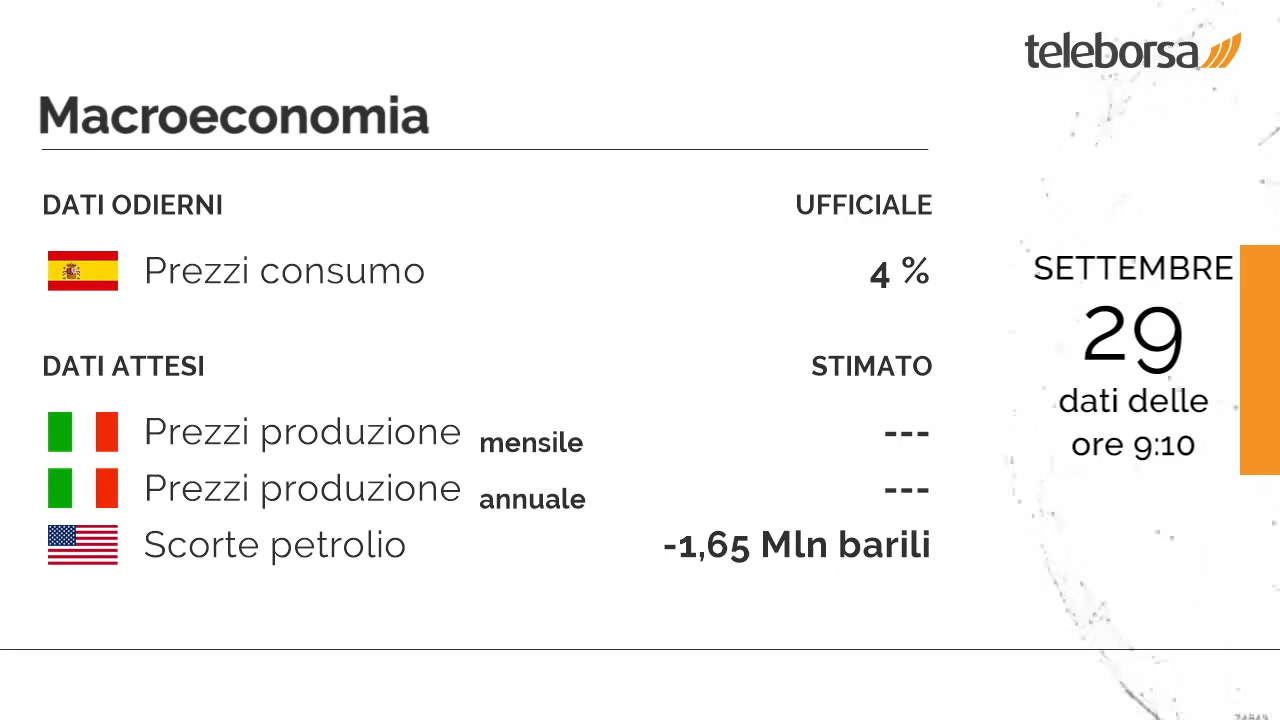 teleborsa
Macroeconomia
DATI ODIERNI UFFICIALE
Prezzi consumo 4 %
SETTEMBRE
29
dati delle
ore 9:10
DATI ATTESI STIMATO
Prezzi produzione mensile ---
Prezzi produzione annuale ---
Scorte petrolio -1,65 Mln barili